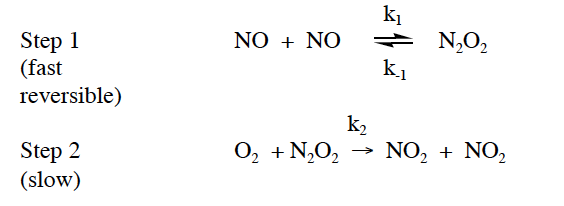 k₁
Step 1 NO + NO ⇌ N₂O₂
(fast k₋₁
reversible)
k₂
Step 2 O₂ + N₂O₂ → NO₂ + NO₂
(slow)